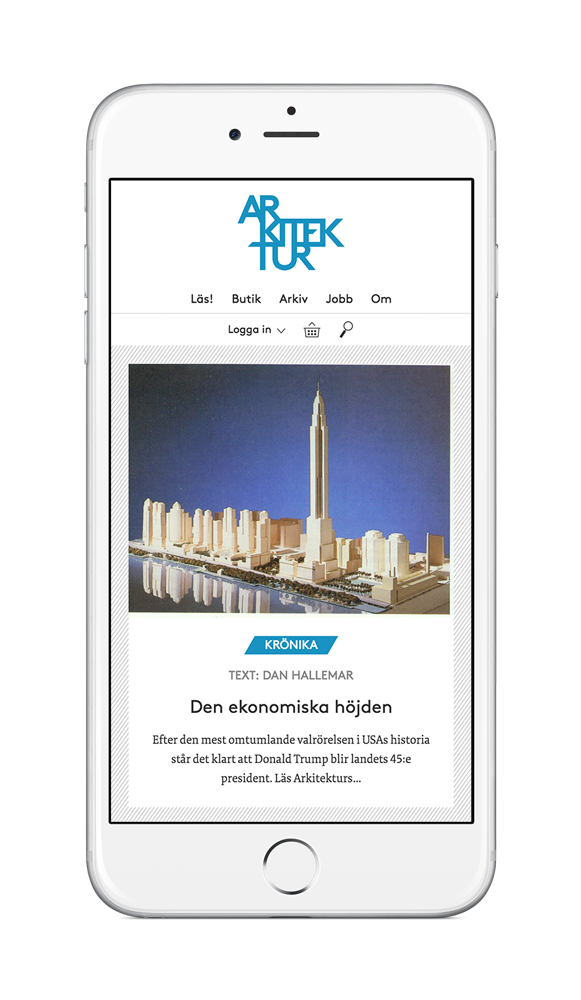 AR
KITEK
TUR
Läs! Butik Arkiv Jobb Om
Logga in
KRÖNIKA
TEXT: DAN HALLEMAR
Den ekonomiska höjden
Efter den mest omtumlande valrörelsen i USAs historia
står det klart att Donald Trump blir landets 45:e
president. Läs Arkitekturs...